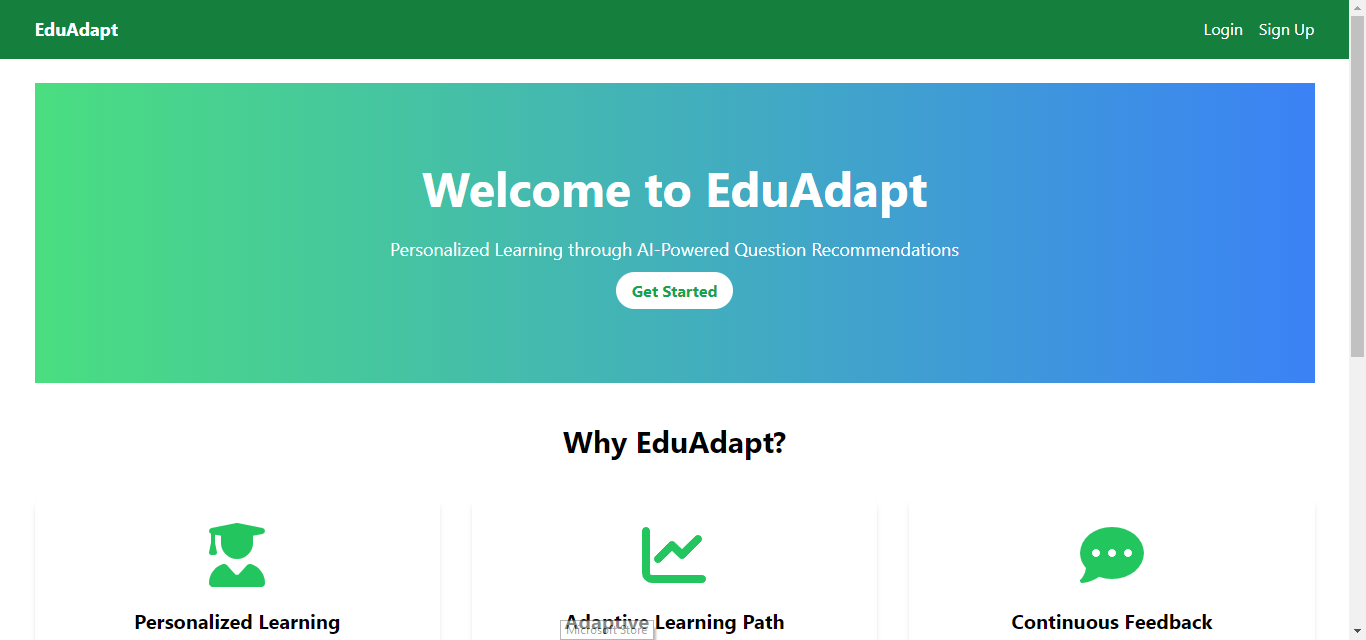 EduAdapt
Login Sign Up
Welcome to EduAdapt
Personalized Learning through AI-Powered Question Recommendations
Get Started
Why EduAdapt?
Personalized Learning
Adaptive Learning Path
Continuous Feedback
Microsoft Store